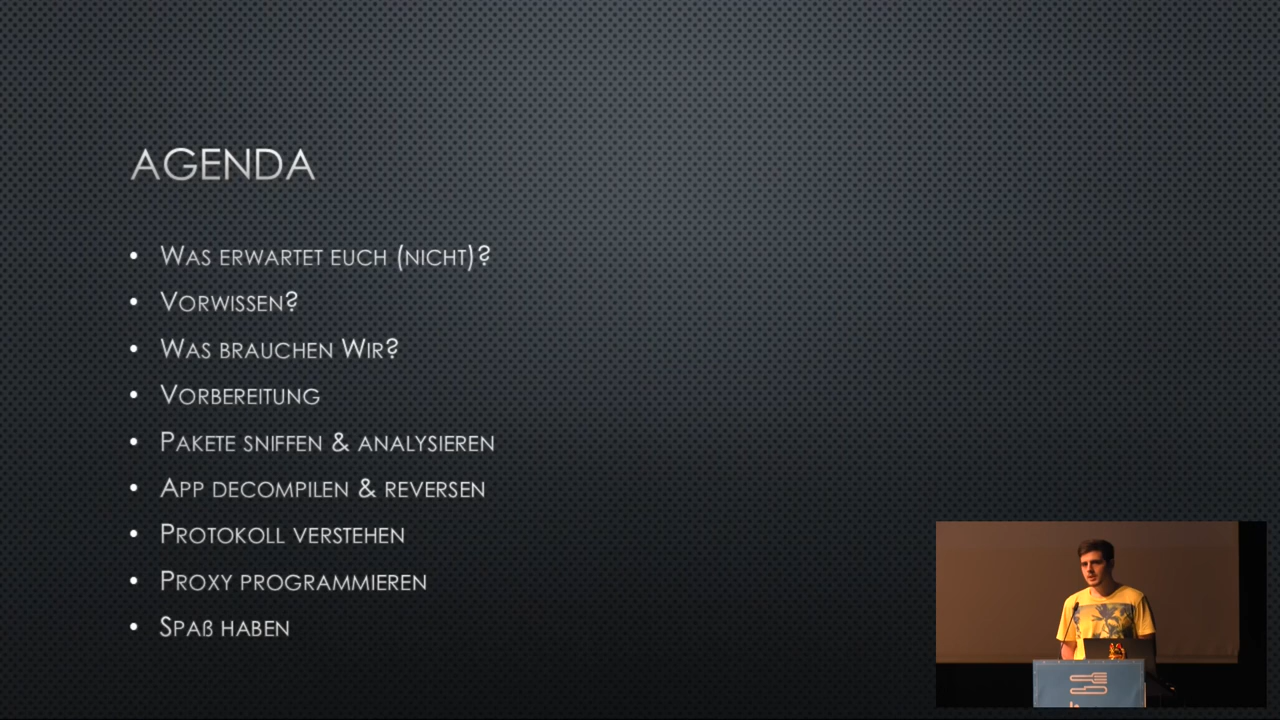 AGENDA
• WAS ERWARTET EUCH (NICHT)?
• VORWISSEN?
• WAS BRAUCHEN WIR?
• VORBEREITUNG
• PAKETE SNIFFEN & ANALYSIEREN
• APP DECOMPILEN & REVERSEN
• PROTOKOLL VERSTEHEN
• PROXY PROGRAMMIEREN
• SPAß HABEN